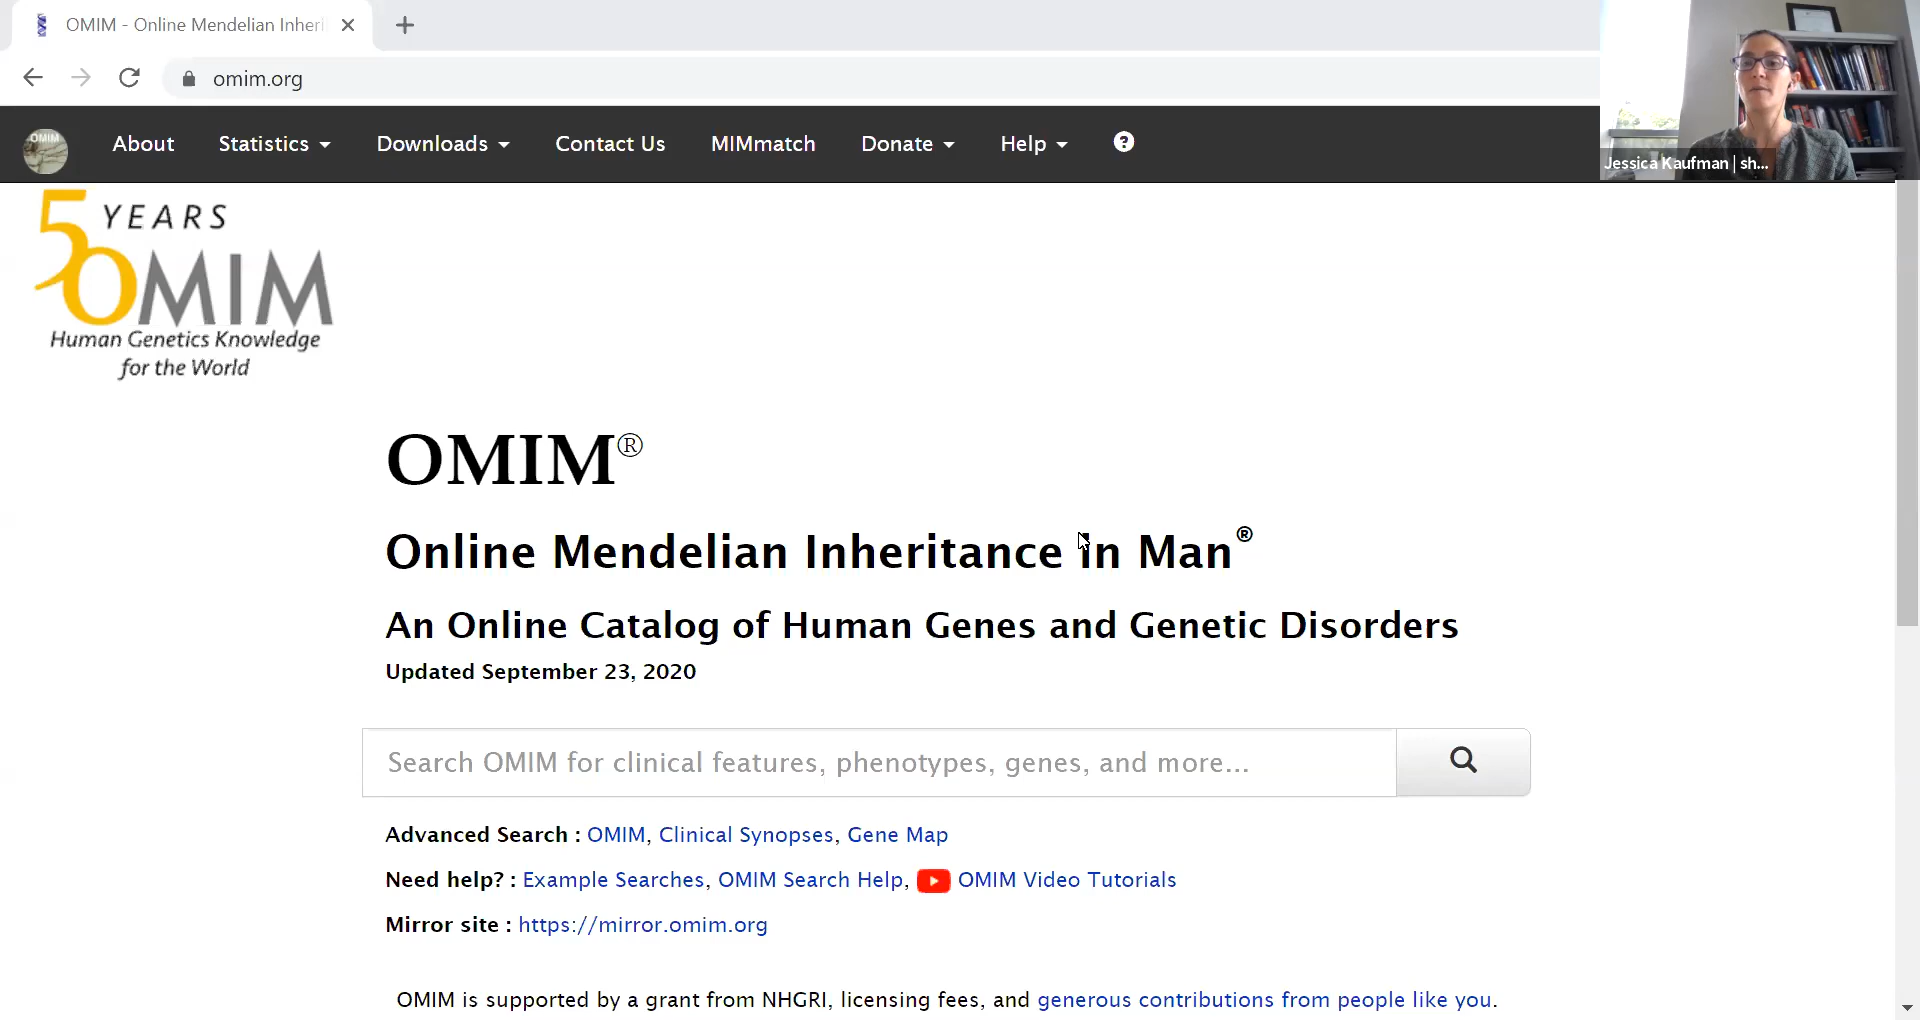 OMIM - Online Mendelian Inheri
omim.org
OMIM
About Statistics Downloads Contact Us MIMmatch Donate Help ?
Jessica Kaufman | sh...
50 YEARS
OMIM
Human Genetics Knowledge
for the World
OMIM®
Online Mendelian Inheritance in Man®
An Online Catalog of Human Genes and Genetic Disorders
Updated September 23, 2020
Search OMIM for clinical features, phenotypes, genes, and more...
Advanced Search : OMIM, Clinical Synopses, Gene Map
Need help? : Example Searches, OMIM Search Help, OMIM Video Tutorials
Mirror site : https://mirror.omim.org
OMIM is supported by a grant from NHGRI, licensing fees, and generous contributions from people like you.